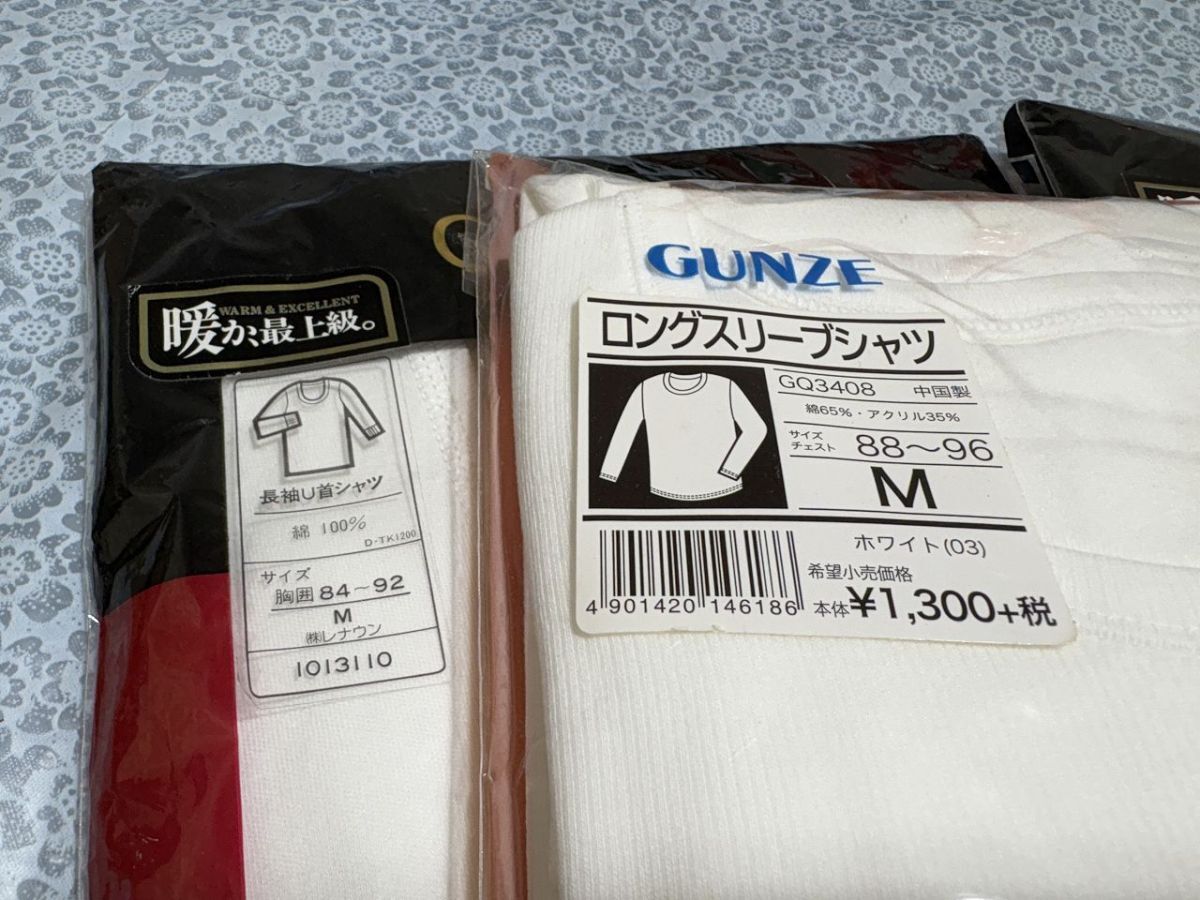 WARM & EXCELLENT
暖か、最上級。
長袖U首シャツ
綿 100%
D-TK1200
サイズ
胸囲 84~92
M
㈱レナウン
1013110
GUNZE
ロングスリーブシャツ
GQ3408 中国製
綿65%・アクリル35%
サイズ
チェスト 88~96
M
ホワイト(03)
希望小売価格
本体¥1,300+税
4 901420 146186